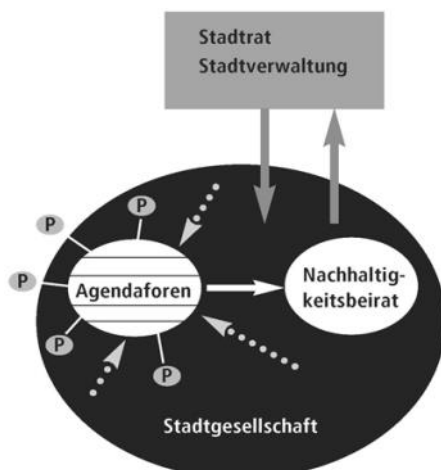 Stadtrat
Stadtverwaltung
P
P
P
Agendaforen
P
P
Nachhaltig-
keitsbeirat
Stadtgesellschaft